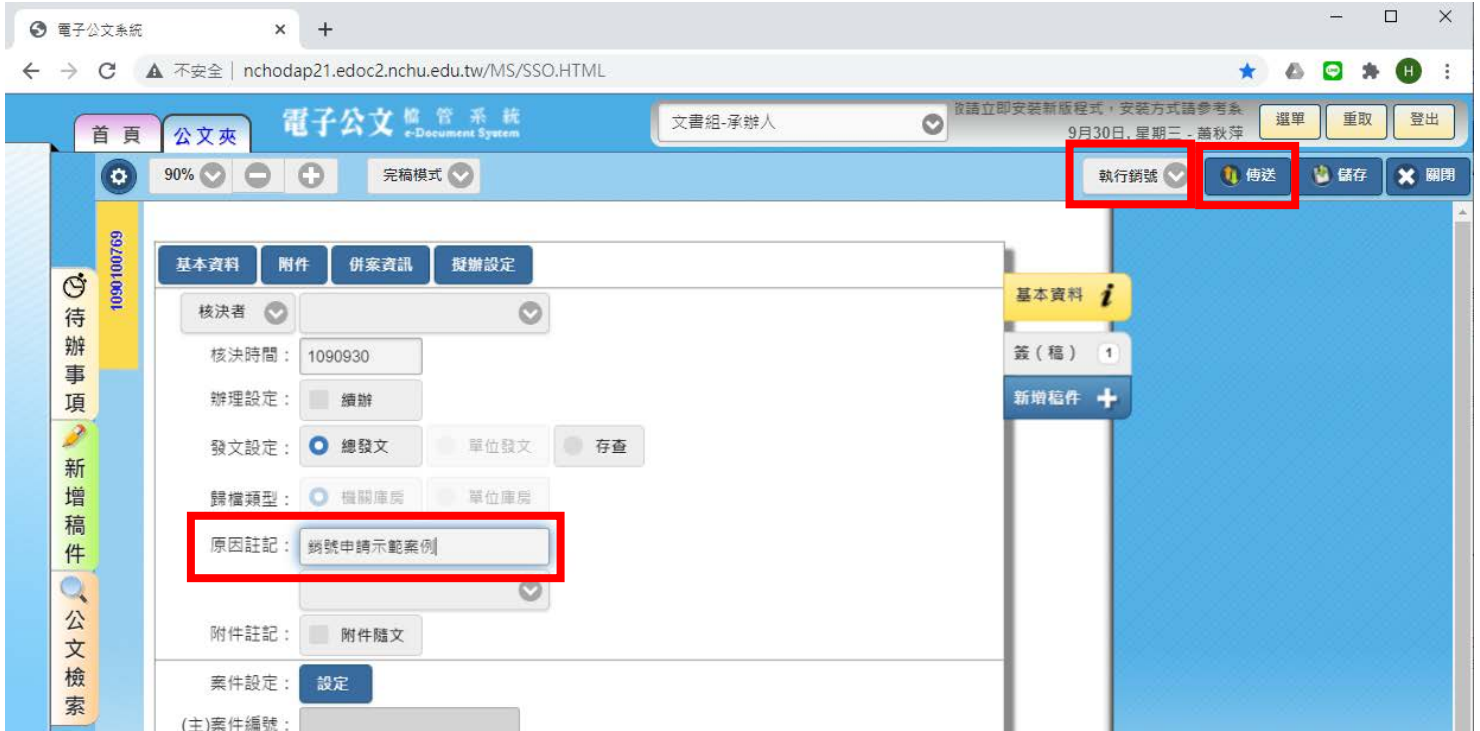 電子公文系統
不安全 | nchodap21.edoc2.nchu.edu.tw/MS/SSO.HTML
H
首 頁
公文夾
電子公文 檔管系統
e-Document System
文書組-承辦人
敬請立即安裝新版程式，安裝方式請參考系
9月30日, 星期三 - 蕭秋萍
選單
重取
登出
90%
完稿模式
執行銷號
傳送
儲存
關閉
1090100769
待辦事項
新增稿件
公文檢索
基本資料
附件
併案資訊
擬辦設定
核決者
核決時間： 1090930
辦理設定： 續辦
發文設定： 總發文 單位發文 存查
歸檔類型： 機關庫房 單位庫房
原因註記： 銷號申請示範案例
附件註記： 附件隨文
案件設定： 設定
(主)案件編號：
基本資料 i
簽（稿） 1
新增稿件